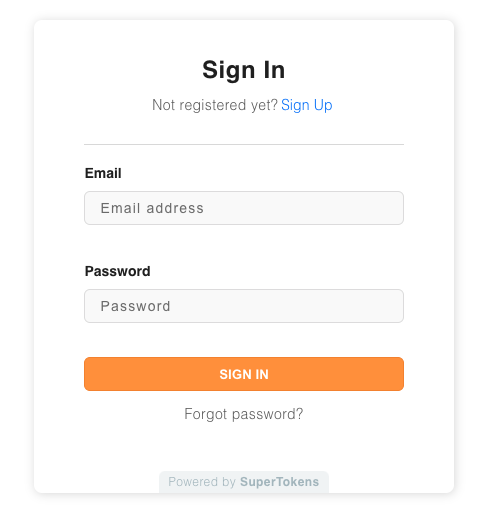 Sign In
Not registered yet? Sign Up
Email
Email address
Password
Password
SIGN IN
Forgot password?
Powered by SuperTokens